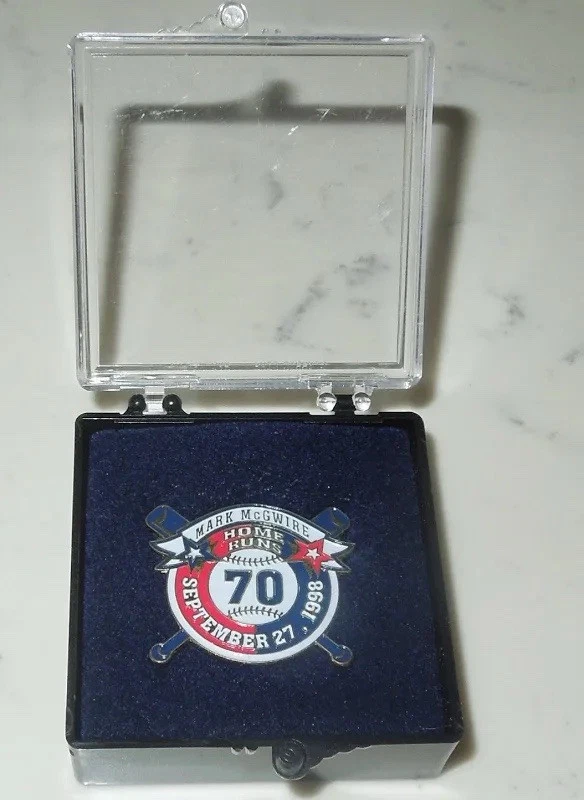 MARK McGWIRE
HOME
RUNS
70
SEPTEMBER 27, 1998